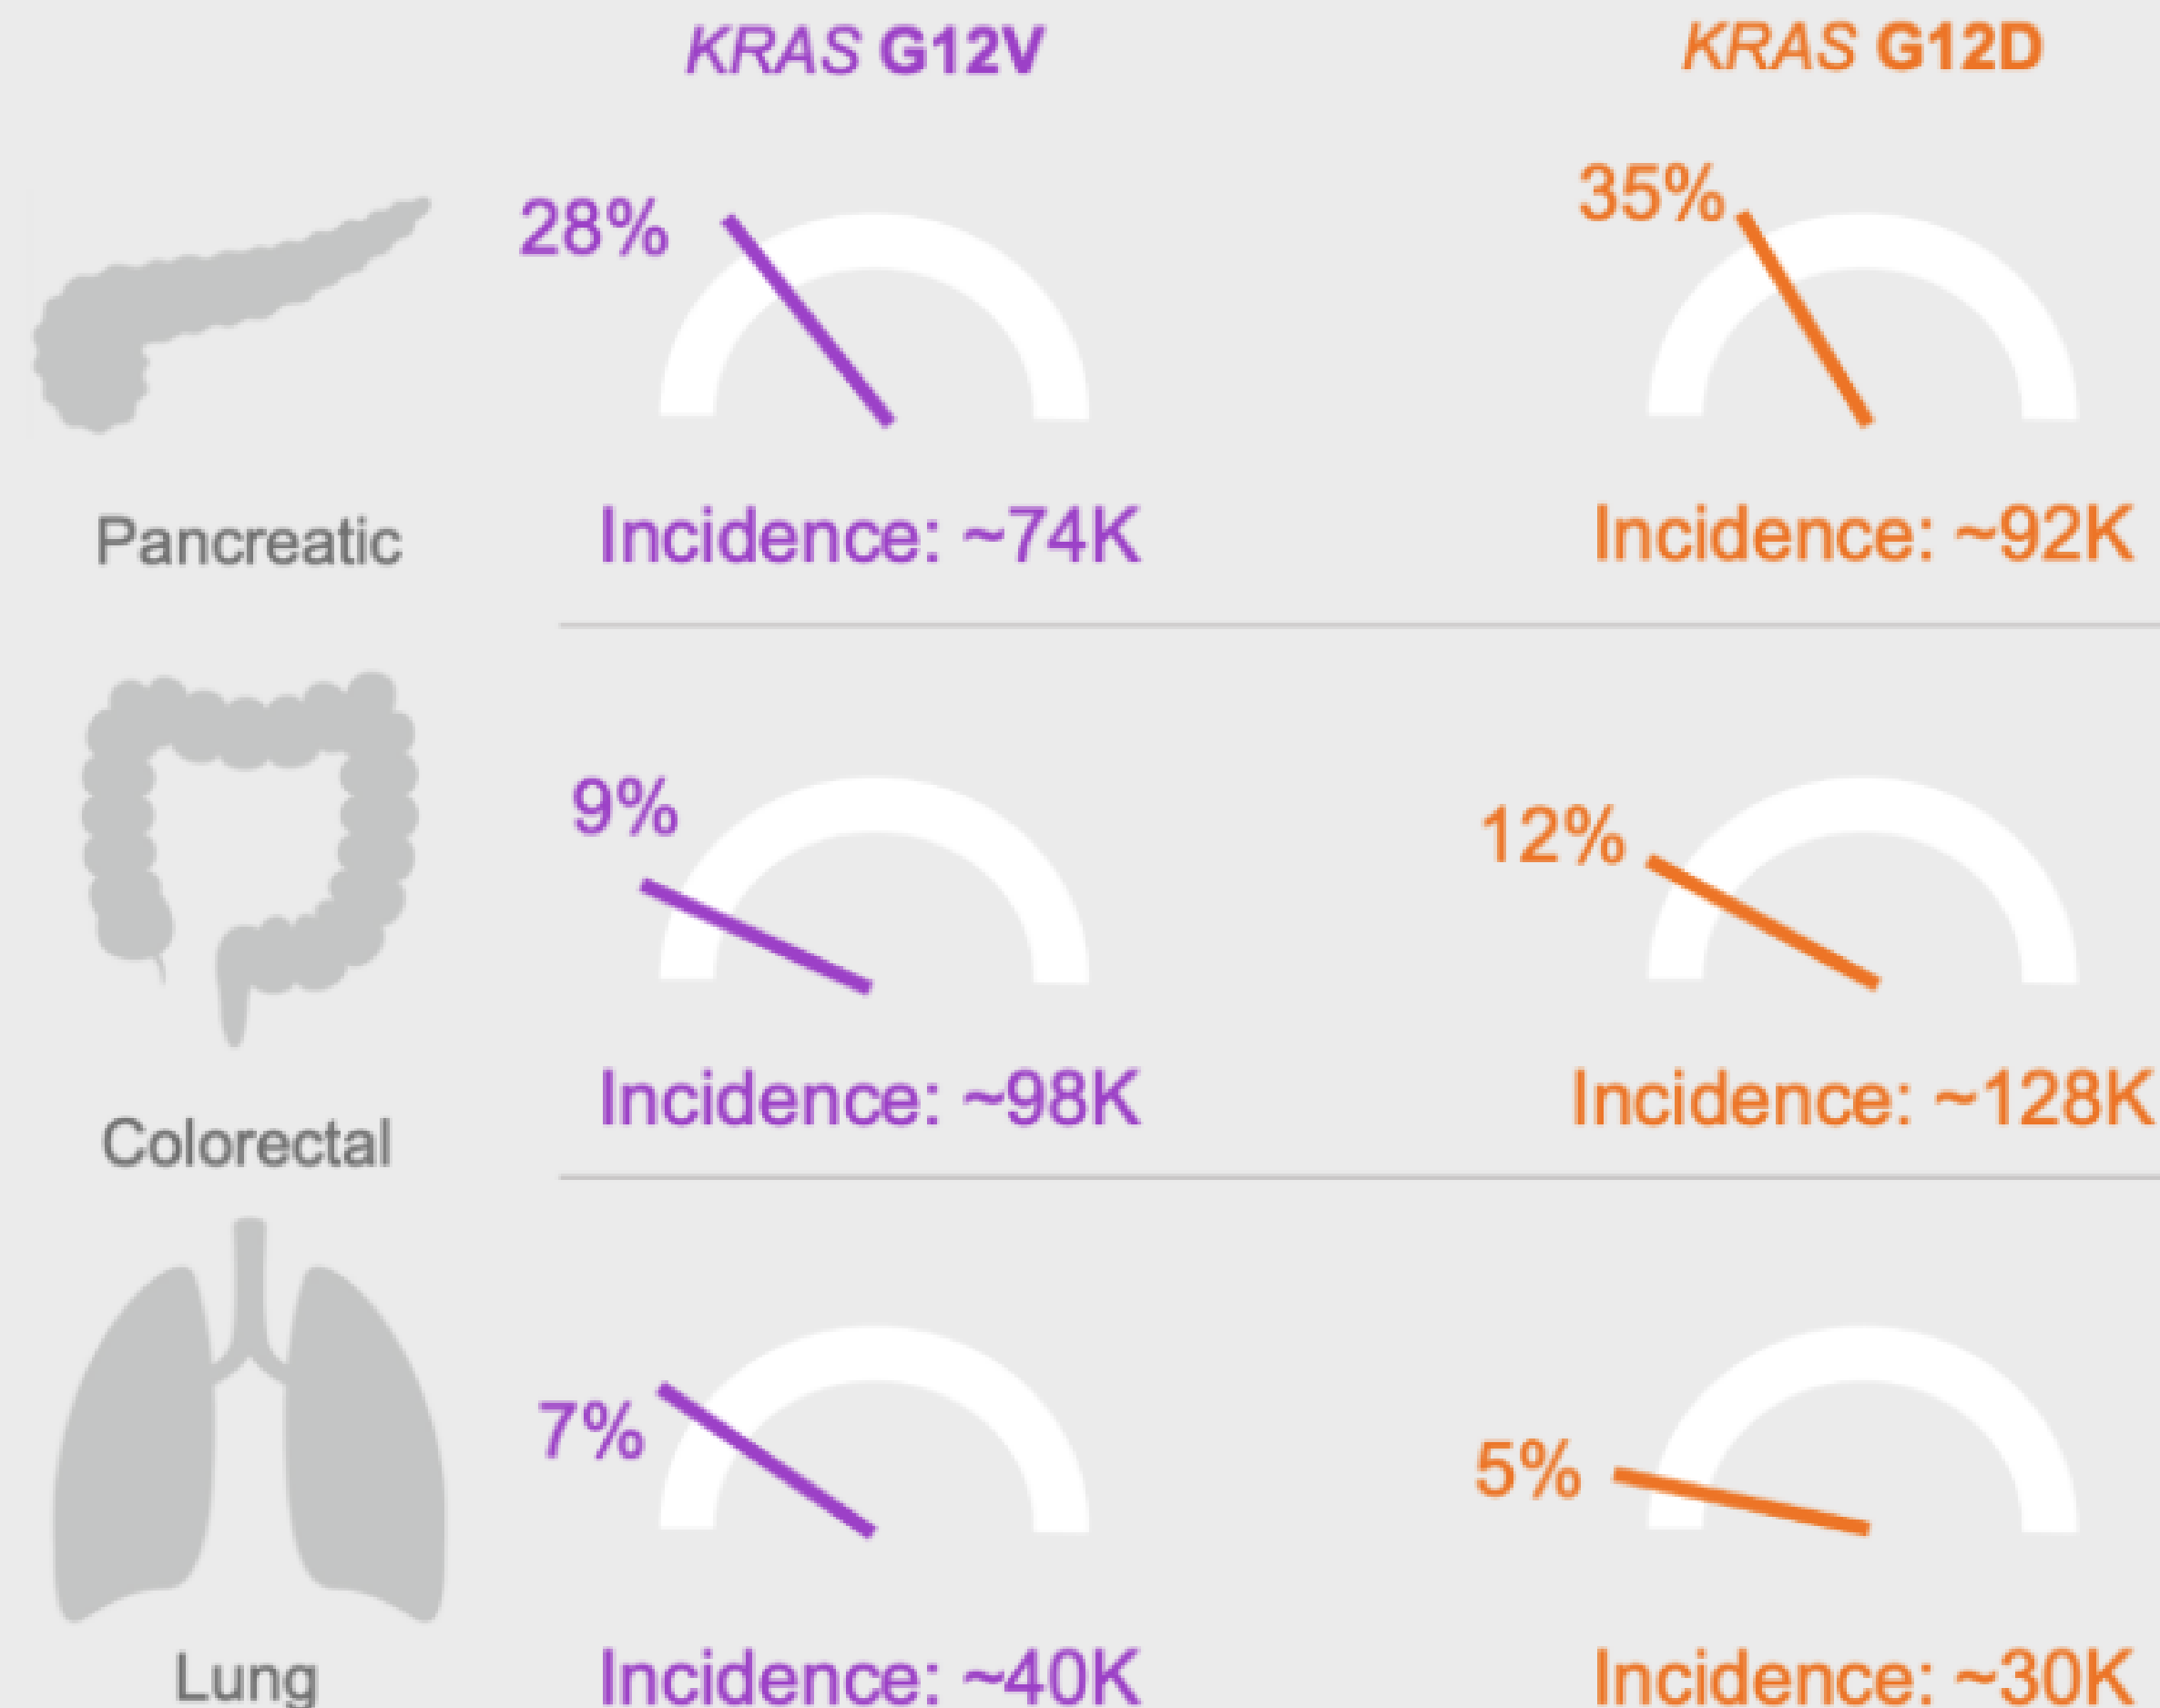 KRAS G12V
KRAS G12D
28%
35%
Pancreatic
Incidence: ~74K
Incidence: ~92K
9%
12%
Colorectal
Incidence: ~98K
Incidence: ~128K
7%
5%
Lung
Incidence: ~40K
Incidence: ~30K